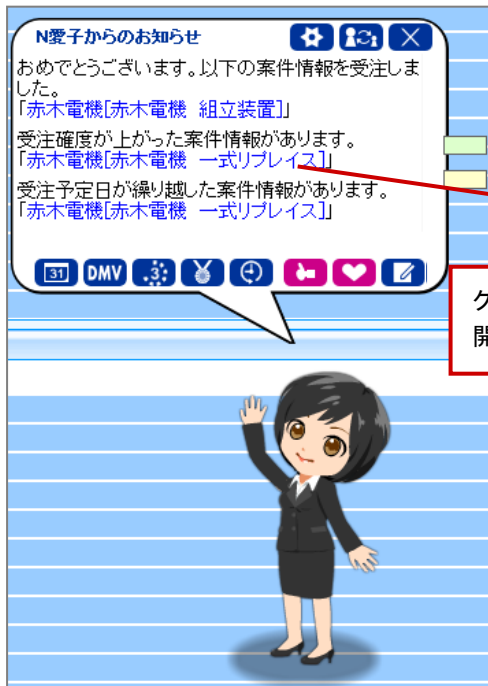 N愛子からのお知らせ
おめでとうございます。以下の案件情報を受注しま
した。
「赤木電機[赤木電機 組立装置]」
受注確度が上がった案件情報があります。
「赤木電機[赤木電機 一式リプレイス]」
受注予定日が繰り越した案件情報があります。
「赤木電機[赤木電機 一式リプレイス]」
31 DMV 3
開